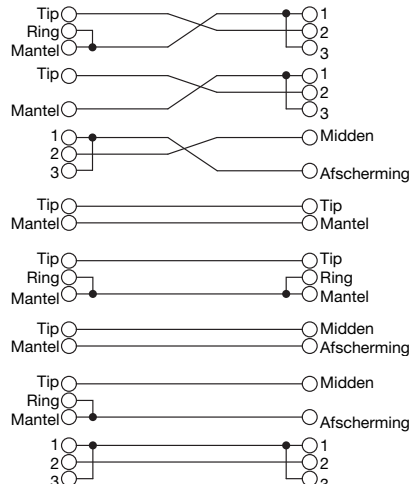 Tip 1
Ring 2
Mantel 3
Tip 1
2
Mantel 3
1 Midden
2
3 Afscherming
Tip Tip
Mantel Mantel
Tip Tip
Ring Ring
Mantel Mantel
Tip Midden
Mantel Afscherming
Tip Midden
Ring
Mantel Afscherming
1 1
2 2
3 3